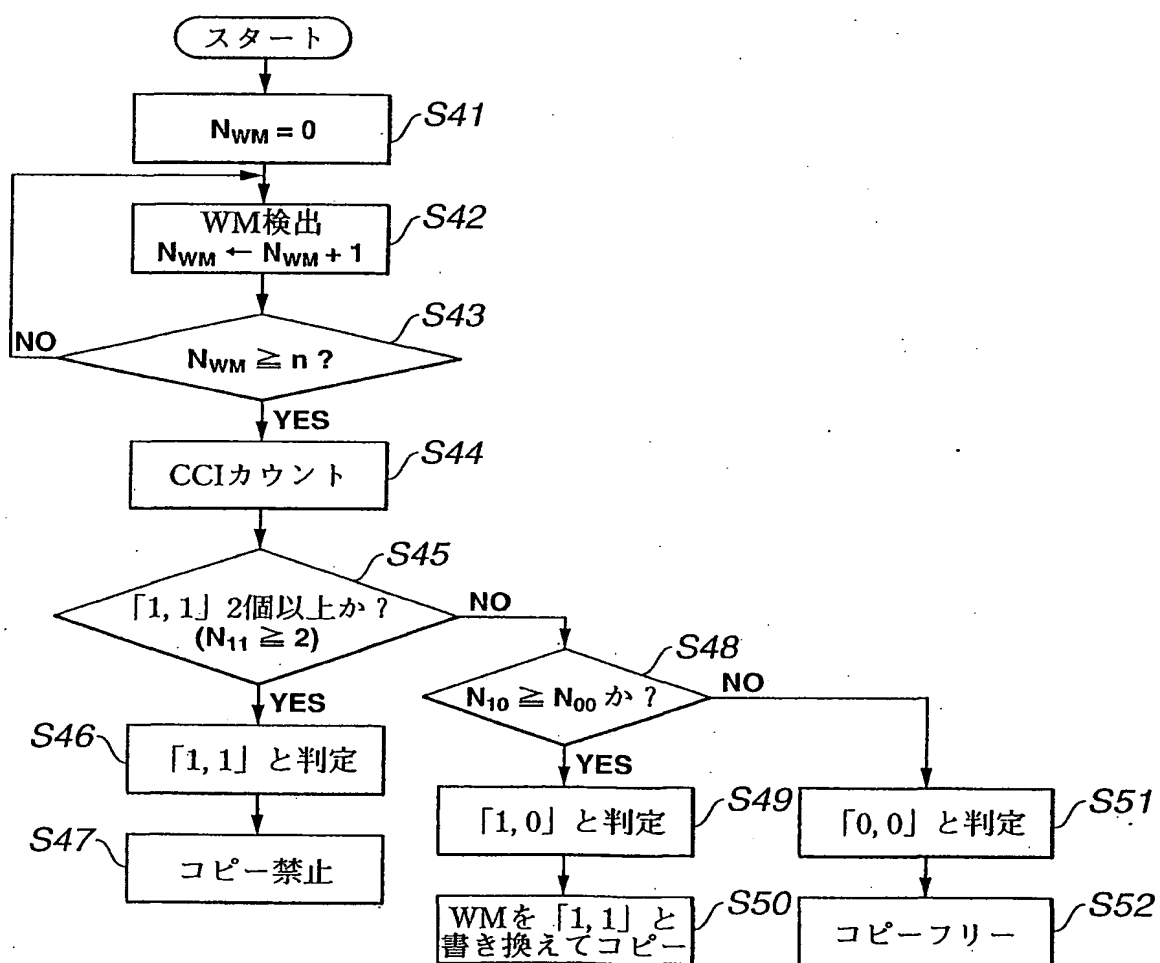 スタート
N_WM = 0
S41
WM検出
N_WM ← N_WM + 1
S42
S43
NO
N_WM ≧ n ?
YES
CCIカウント
S44
S45
「1, 1」2個以上か?
(N_11 ≧ 2)
NO
YES
S48
N_10 ≧ N_00 か?
NO
YES
S46
「1, 1」と判定
S47
コピー禁止
「1, 0」と判定
S49
「0, 0」と判定
S51
WMを「1, 1」と
書き換えてコピー
S50
コピーフリー
S52